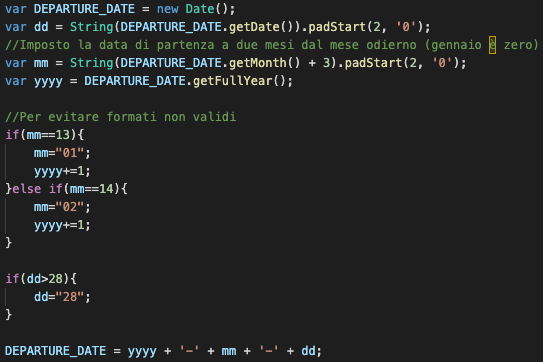 var DEPARTURE_DATE = new Date();
var dd = String(DEPARTURE_DATE.getDate()).padStart(2, '0');
//Imposto la data di partenza a due mesi dal mese odierno (gennaio è zero)
var mm = String(DEPARTURE_DATE.getMonth() + 3).padStart(2, '0');
var yyyy = DEPARTURE_DATE.getFullYear();

//Per evitare formati non validi
if(mm==13){
    mm="01";
    yyyy+=1;
}else if(mm==14){
    mm="02";
    yyyy+=1;
}

if(dd>28){
    dd="28";
}

DEPARTURE_DATE = yyyy + '-' + mm + '-' + dd;